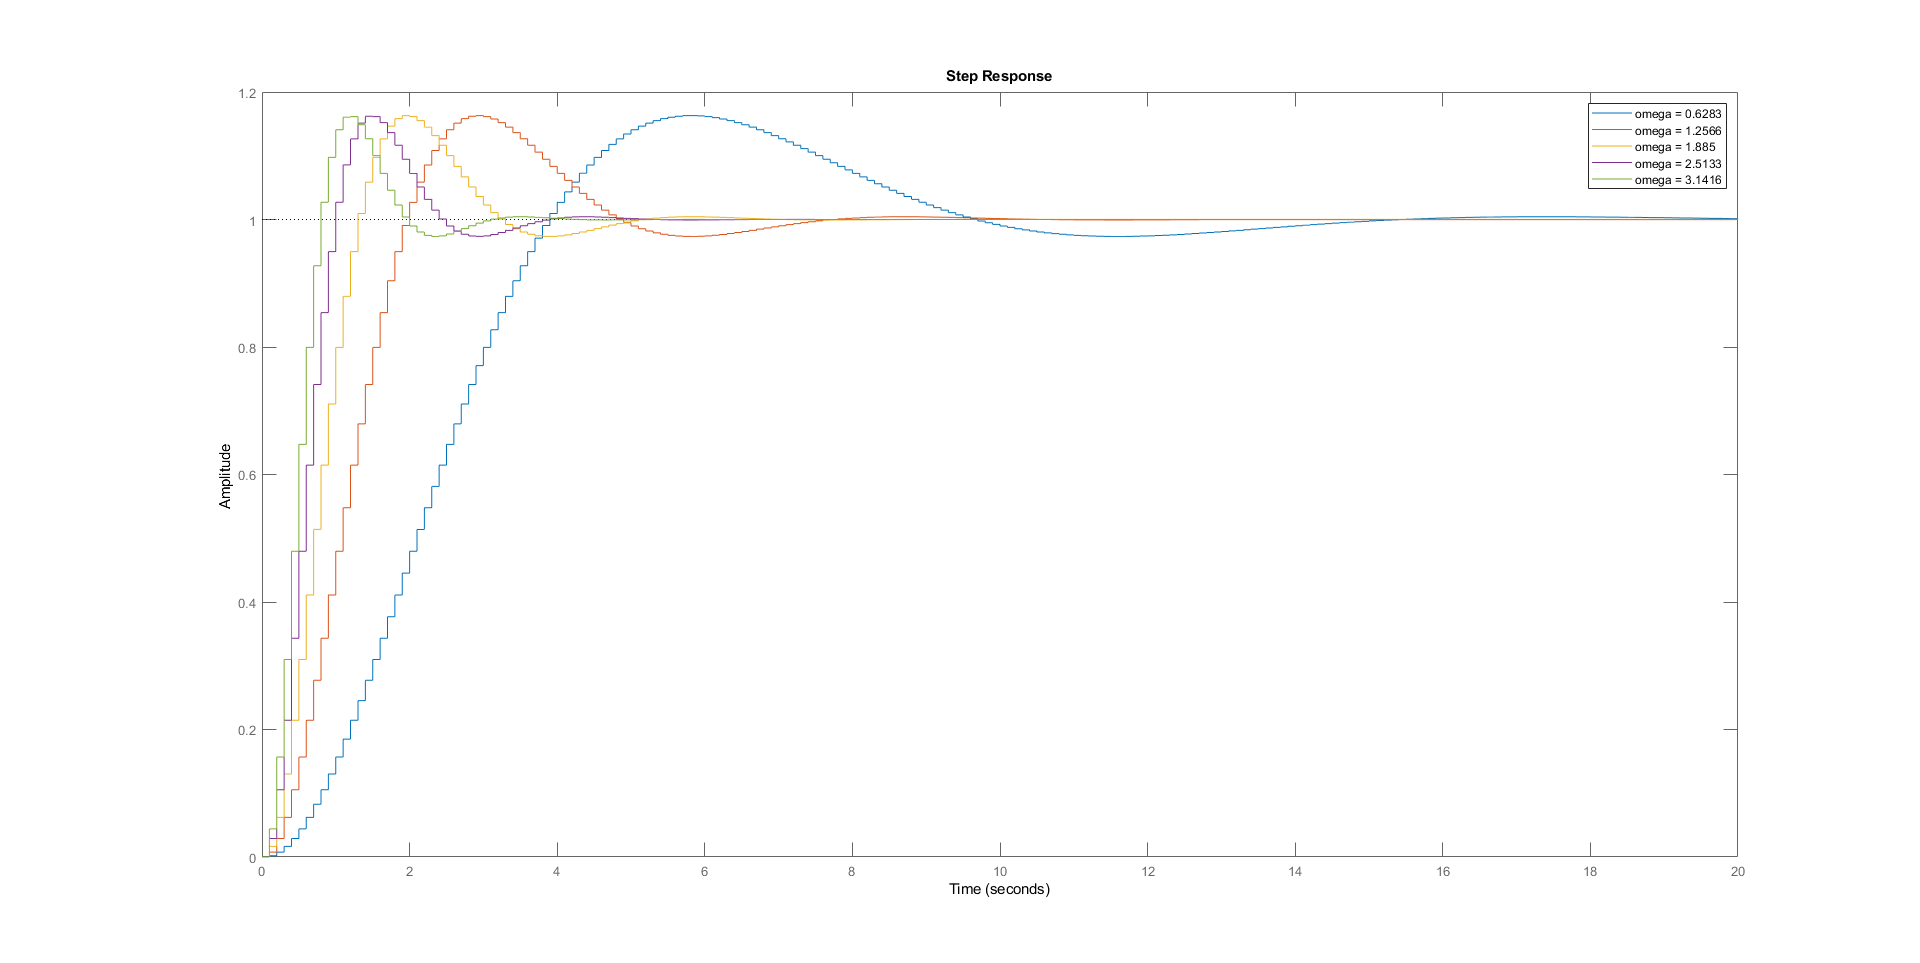 Step Response
1.2
1
0.8
0.6
0.4
0.2
0
Amplitude
omega = 0.6283
omega = 1.2566
omega = 1.885
omega = 2.5133
omega = 3.1416
0 2 4 6 8 10 12 14 16 18 20
Time (seconds)